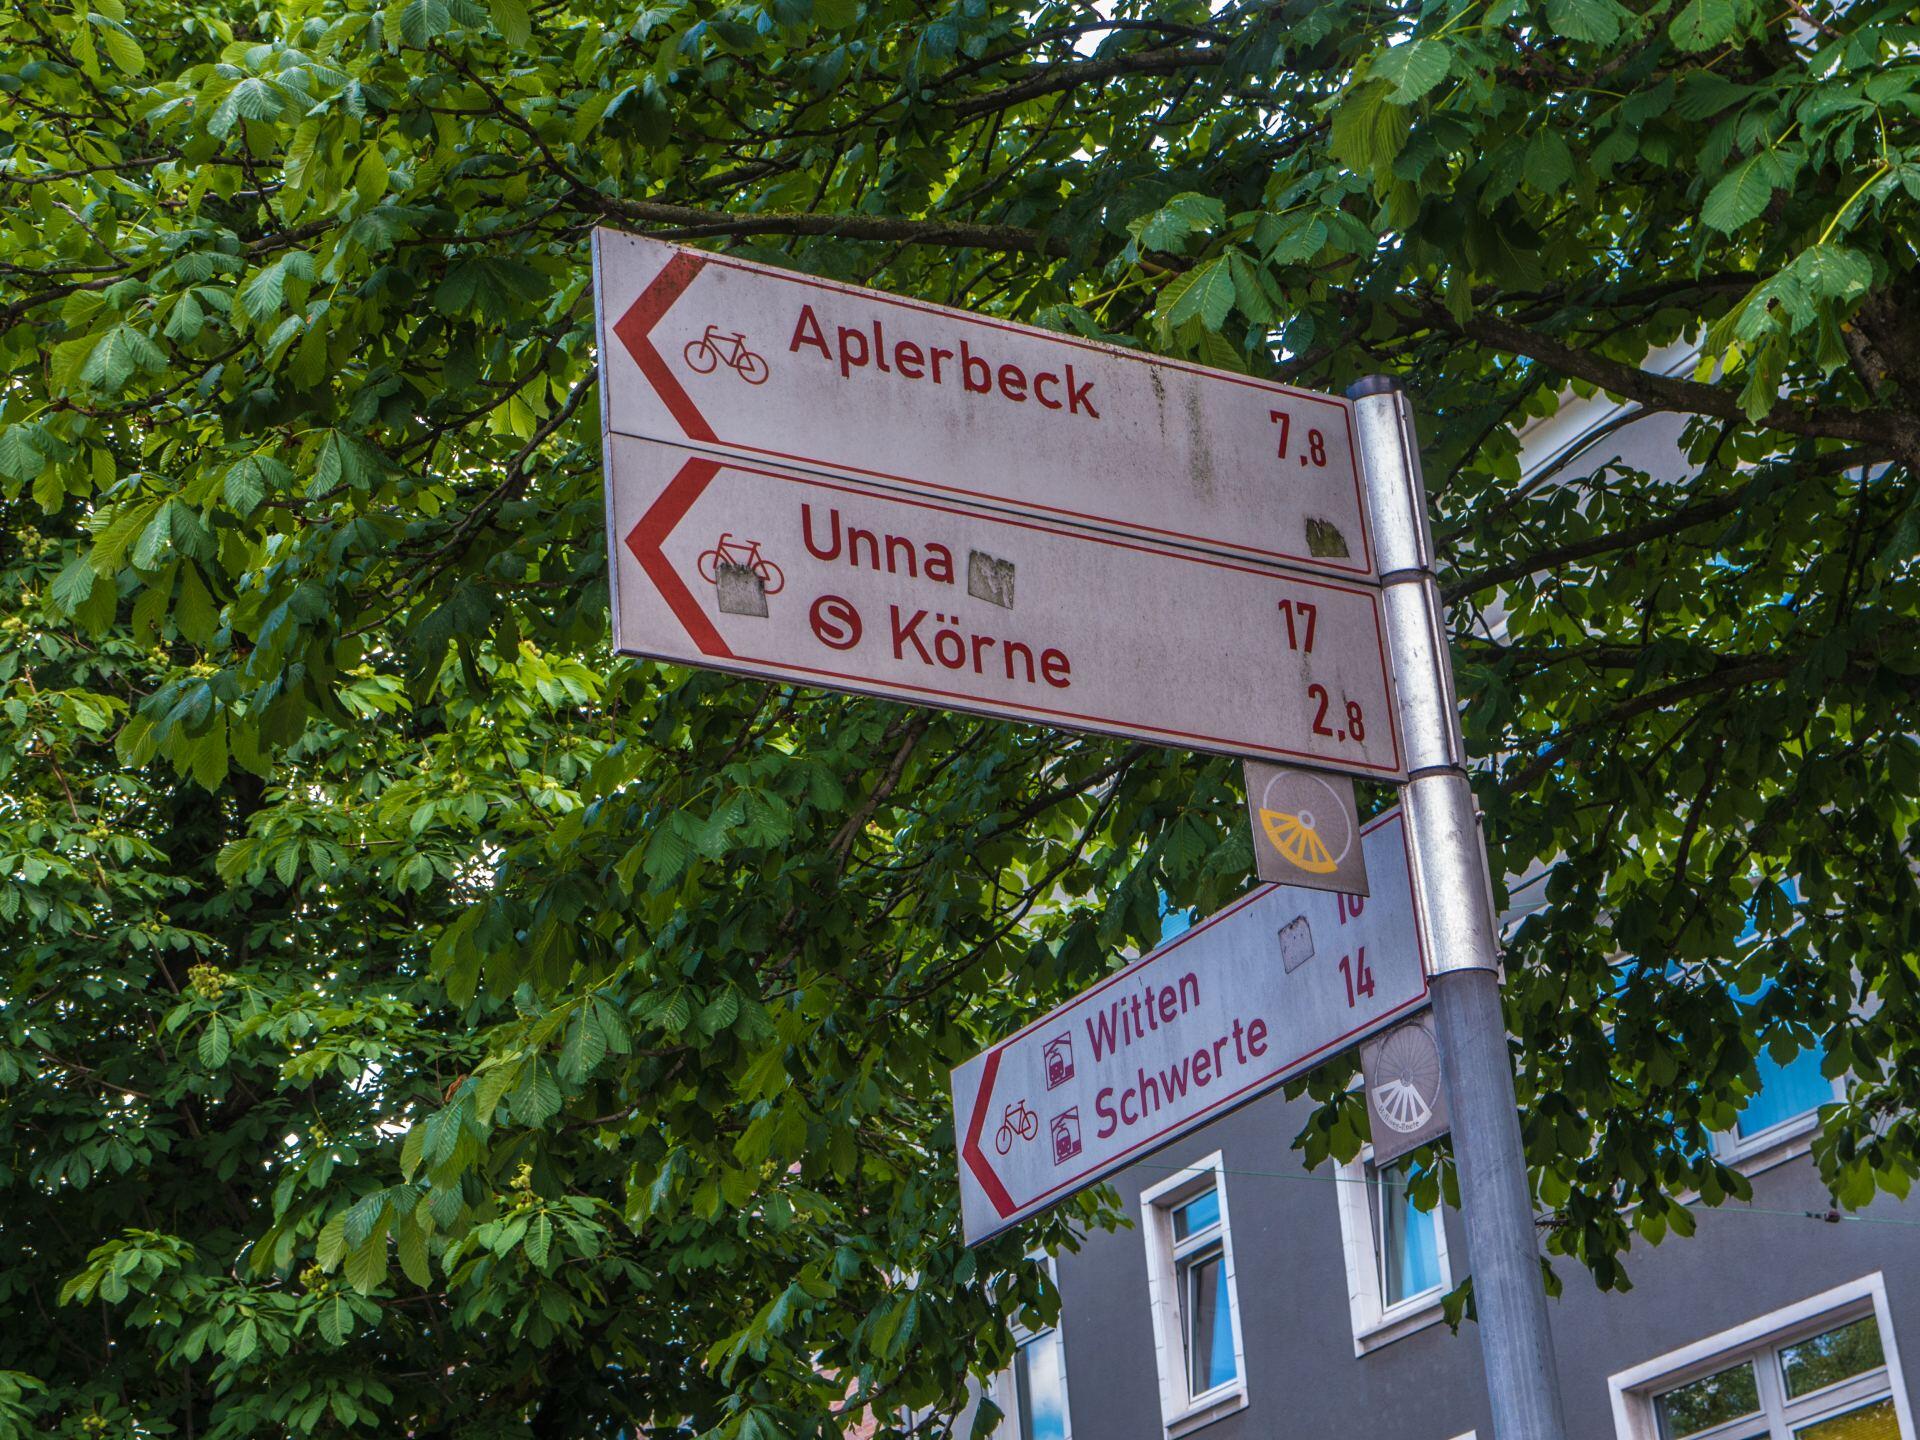 Aplerbeck 7,8
Unna 17
S Körne 2,8
Witten
Schwerte 14